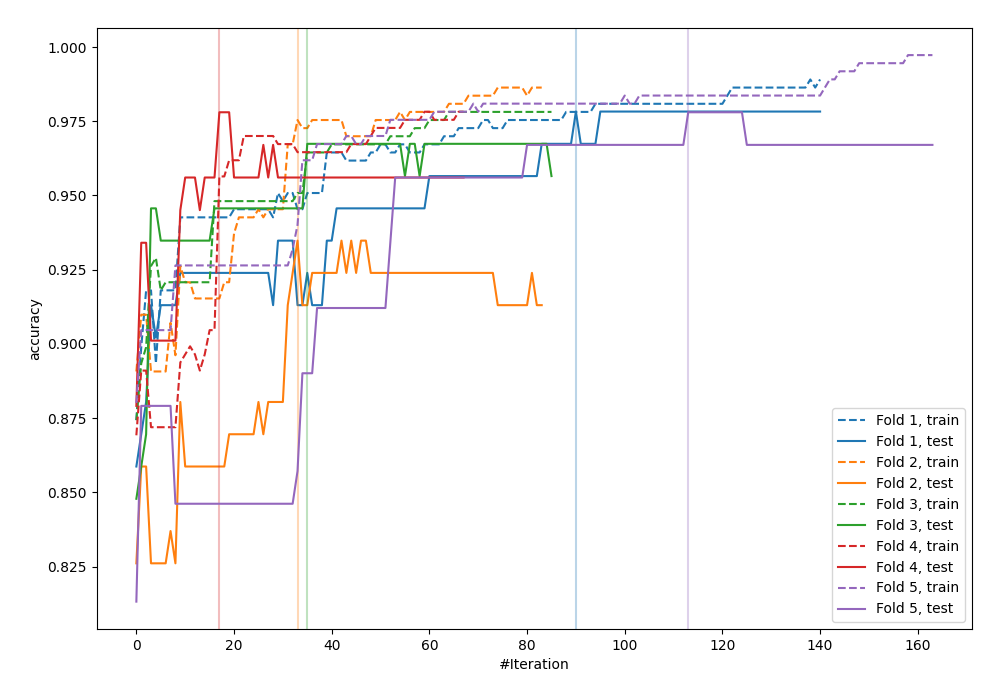 1.000
0.975
0.950
0.925
0.900
0.875
0.850
0.825
accuracy
0 20 40 60 80 100 120 140 160
#Iteration
Fold 1, train
Fold 1, test
Fold 2, train
Fold 2, test
Fold 3, train
Fold 3, test
Fold 4, train
Fold 4, test
Fold 5, train
Fold 5, test